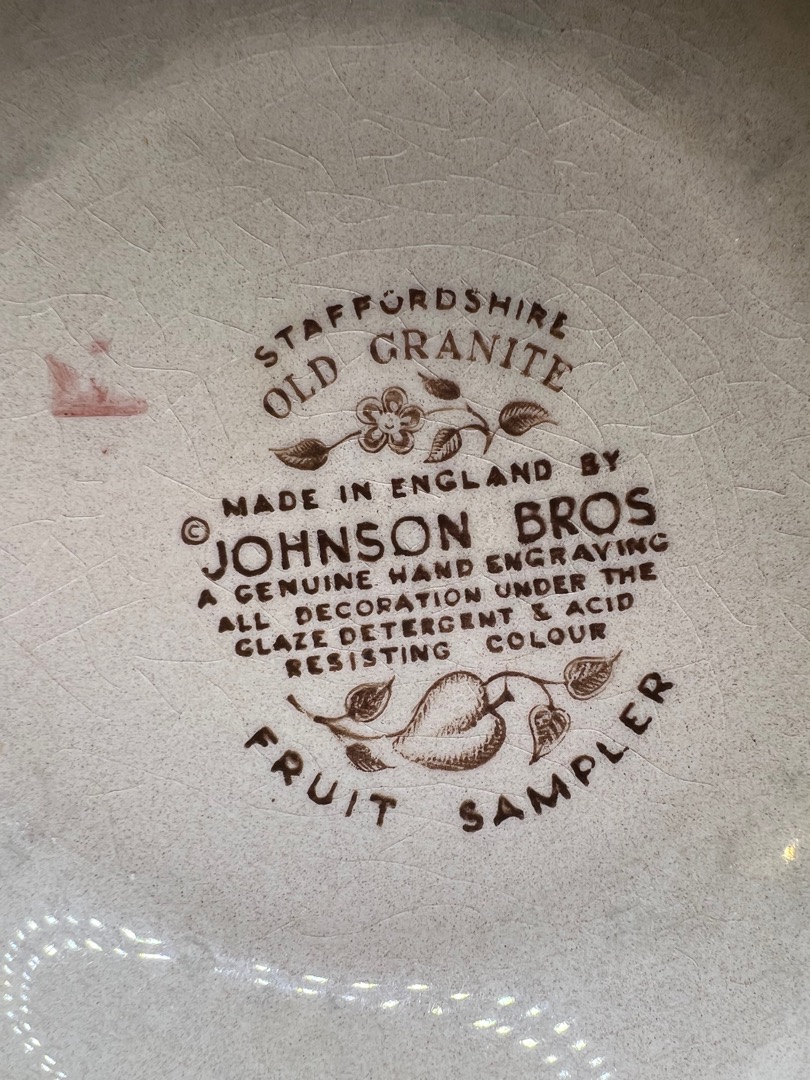 STAFFORDSHIRE
OLD GRANITE
MADE IN ENGLAND BY
© JOHNSON BROS
A GENUINE HAND ENGRAVING
ALL DECORATION UNDER THE
GLAZE DETERGENT & ACID
RESISTING COLOUR
FRUIT SAMPLER